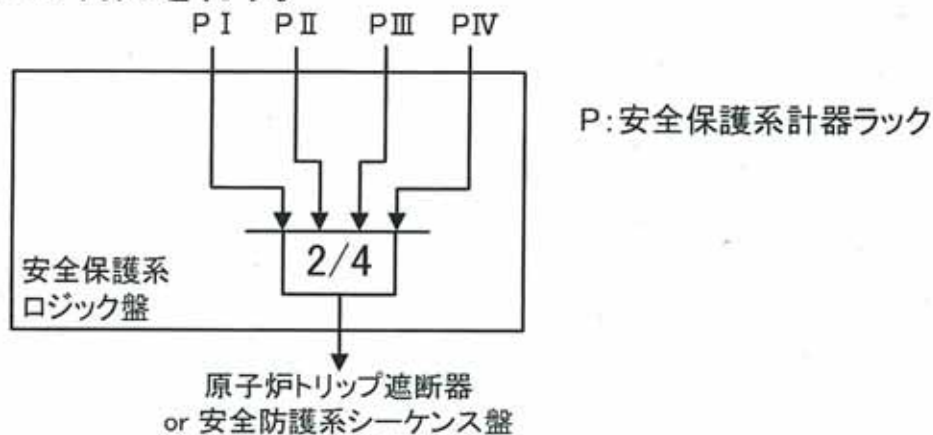 PⅠ PⅡ PⅢ PⅣ
P:安全保護系計器ラック
2/4
安全保護系
ロジック盤
原子炉トリップ遮断器
or 安全防護系シーケンス盤